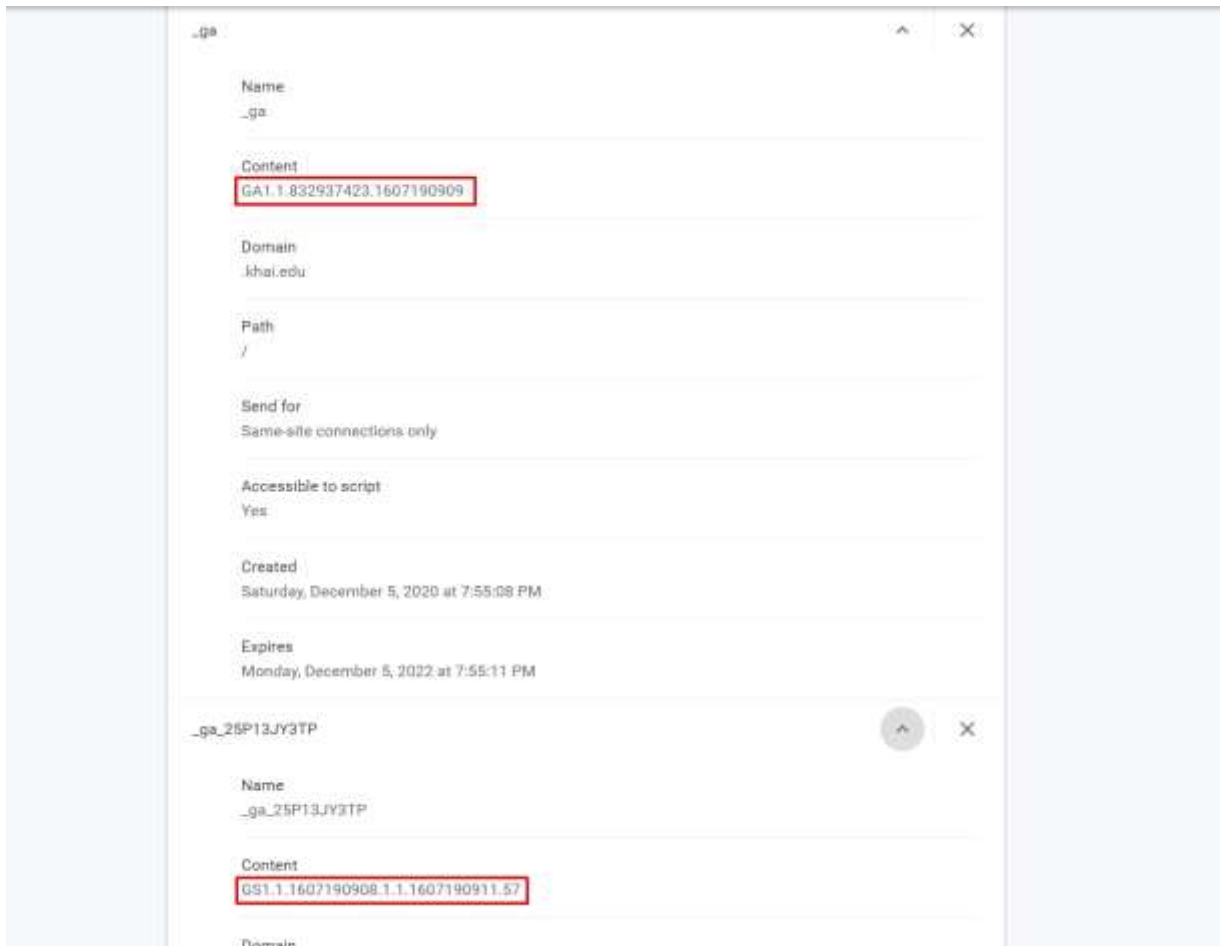 _ga
Name
_ga
Content
GA1.1.832937423.1607190909
Domain
.khai.edu
Path
/
Send for
Same-site connections only
Accessible to script
Yes
Created
Saturday, December 5, 2020 at 7:55:08 PM
Expires
Monday, December 5, 2022 at 7:55:11 PM
_ga_25P13JY3TP
Name
_ga_25P13JY3TP
Content
GS1.1.1607190908.1.1.1607190911.57
Domain